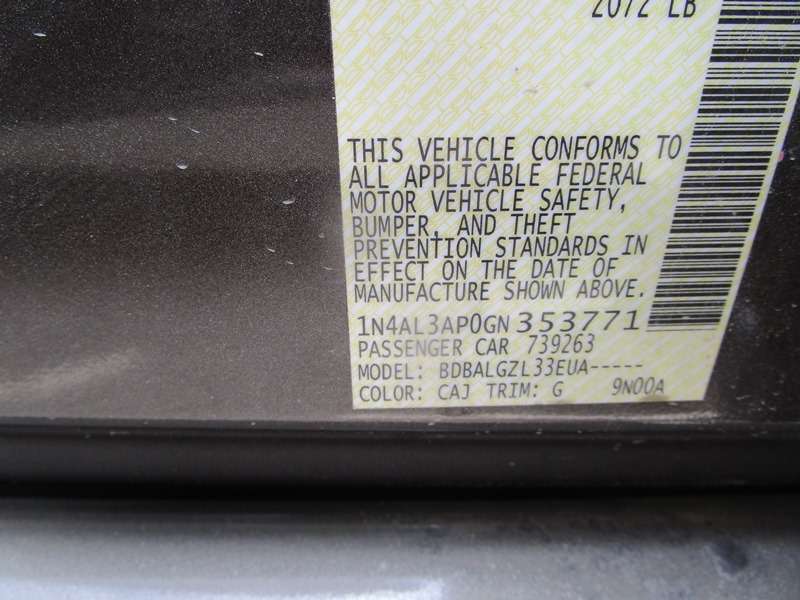 2072 LB
THIS VEHICLE CONFORMS TO
ALL APPLICABLE FEDERAL
MOTOR VEHICLE SAFETY,
BUMPER, AND THEFT
PREVENTION STANDARDS IN
EFFECT ON THE DATE OF
MANUFACTURE SHOWN ABOVE.
1N4AL3AP0GN353771
PASSENGER CAR 739263
MODEL: BDBALGZL33EUA-----
COLOR: CAJ TRIM: G 9N00A